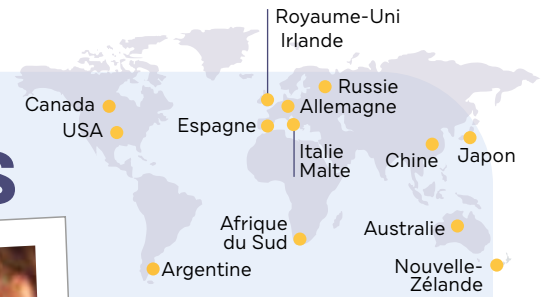 Royaume-Uni
Irlande
Russie
Canada
Allemagne
USA
Espagne
Italie
Malte
Chine
Japon
s
Afrique
du Sud
Australie
Argentine
Nouvelle-
Zélande